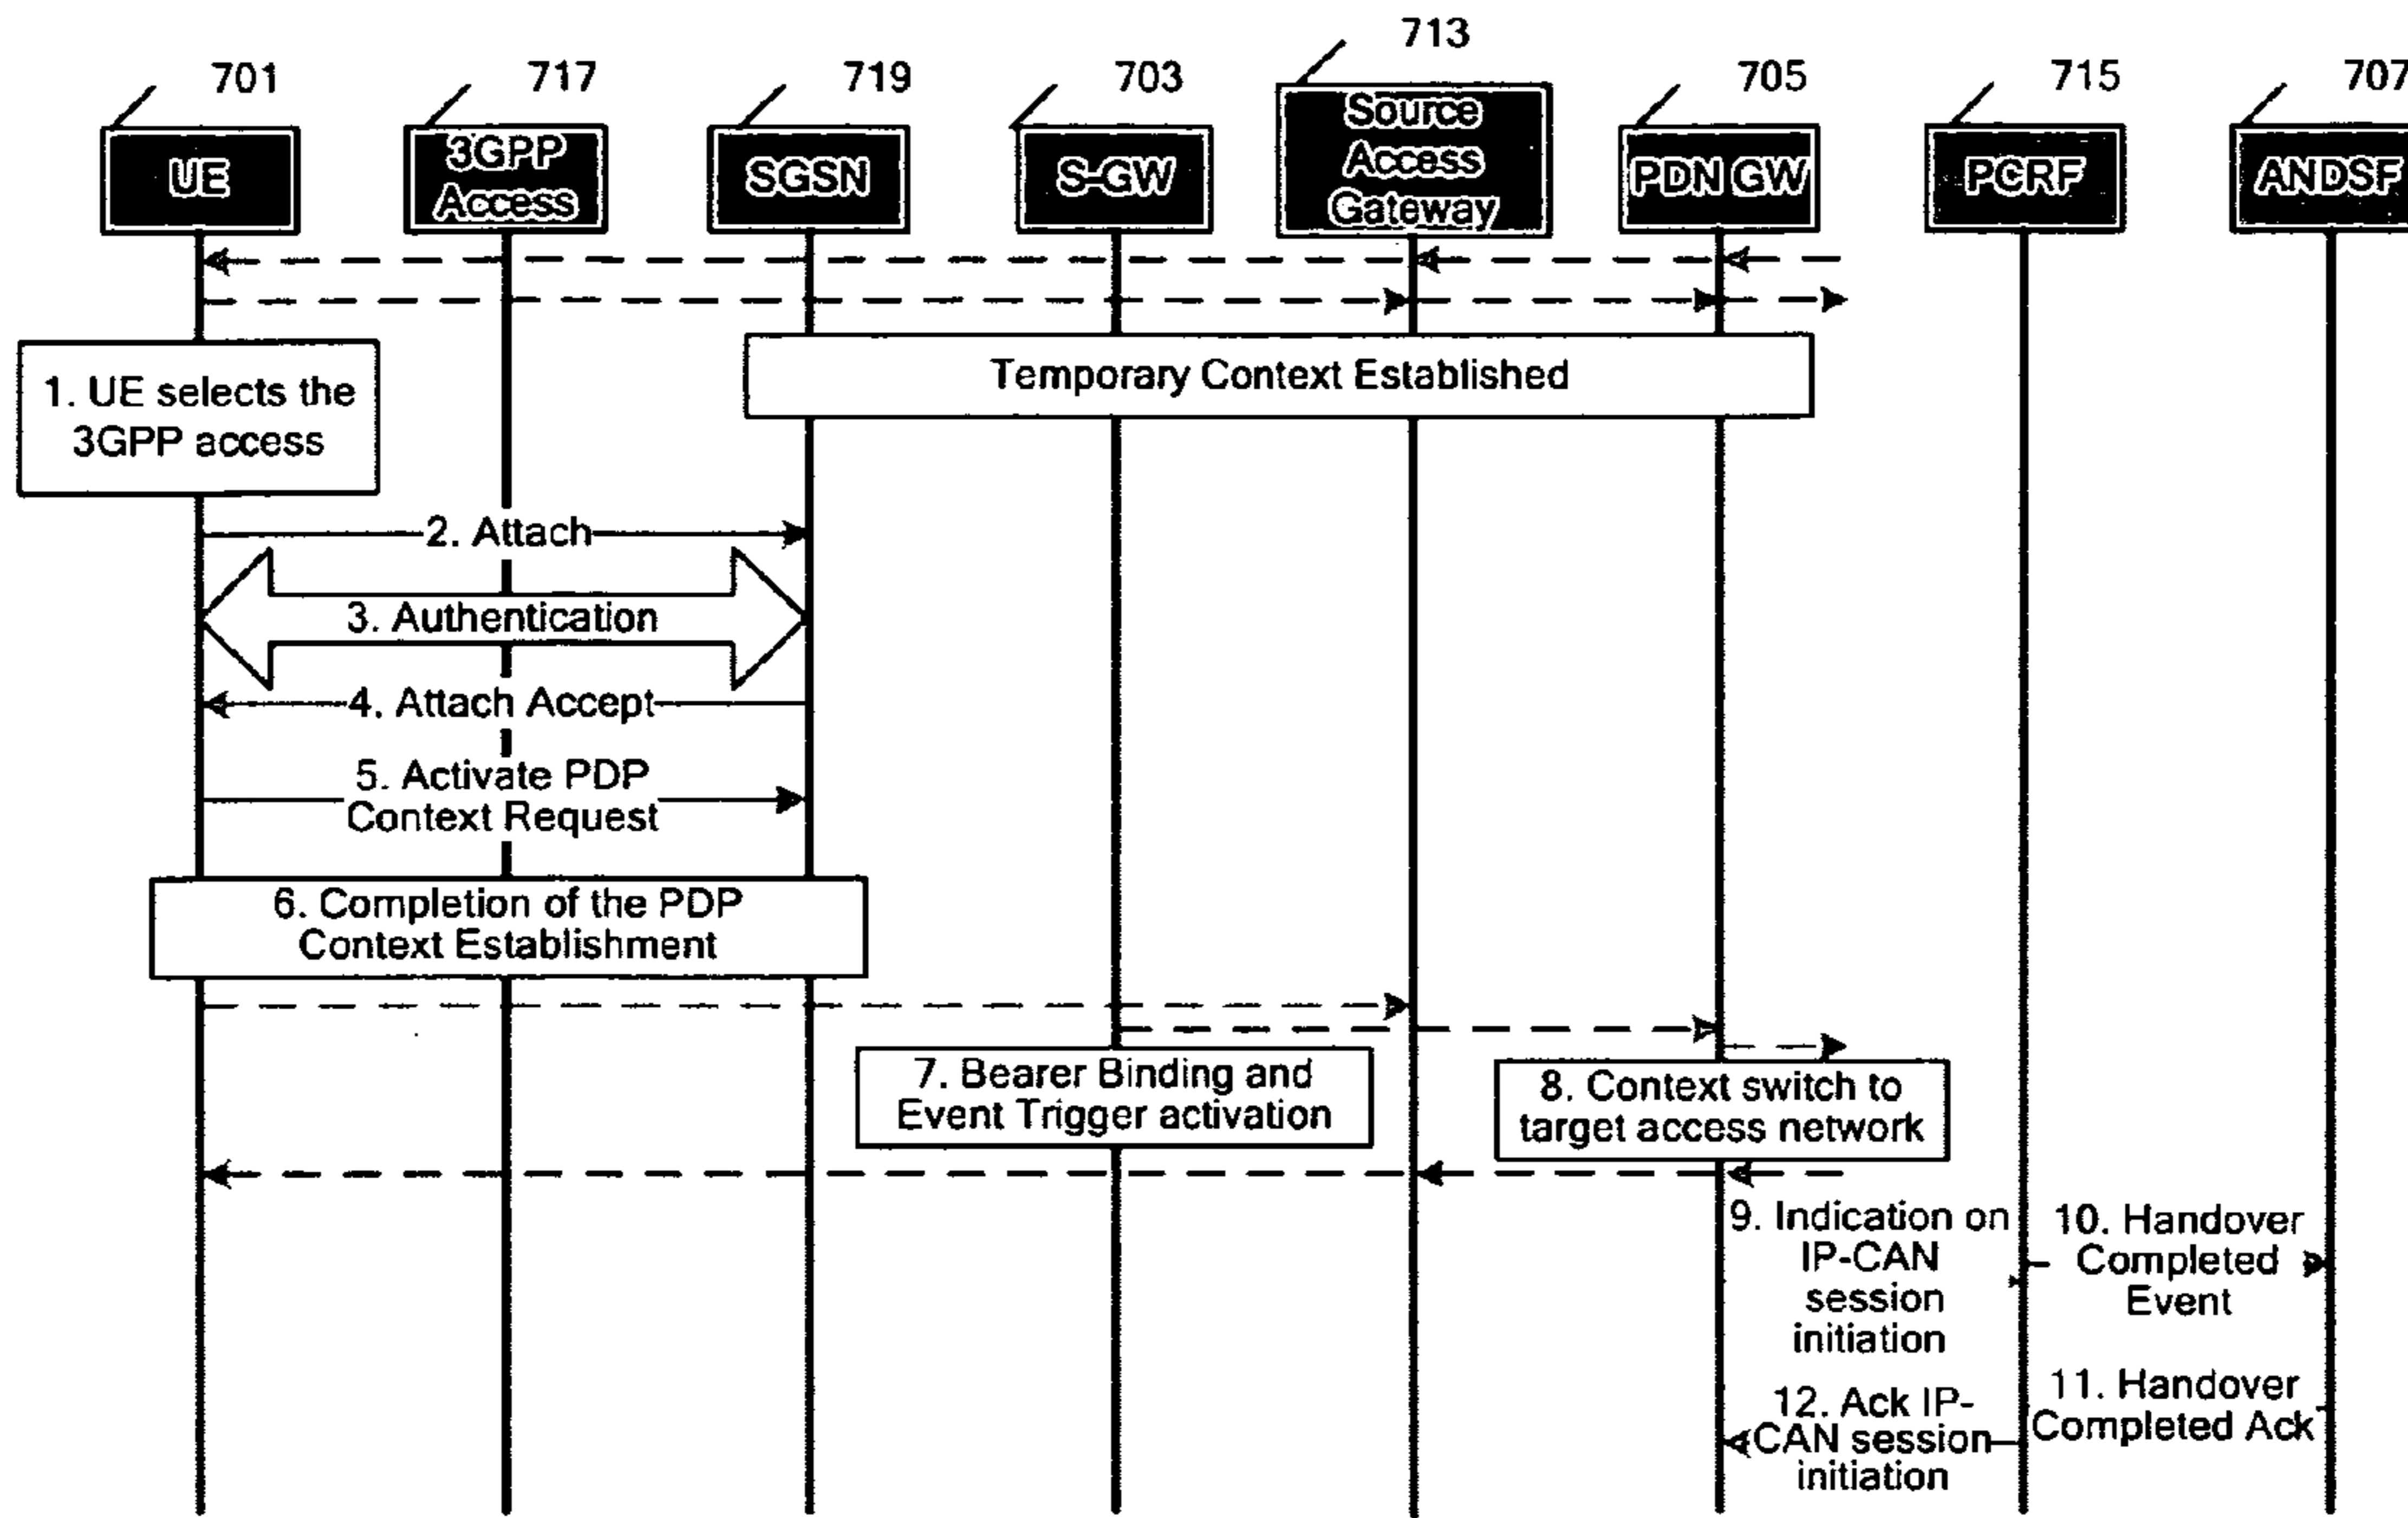 713
701
717
719
703
705
715
707
UE
3GPP
Access
SGSN
S-GW
Source
Access
Gateway
PDN GW
PCRF
ANDSF
Temporary Context Established
1. UE selects the
3GPP access
2. Attach
3. Authentication
4. Attach Accept
5. Activate PDP
Context Request
6. Completion of the PDP
Context Establishment
7. Bearer Binding and
Event Trigger activation
8. Context switch to
target access network
9. Indication on
IP-CAN
session
initiation
10. Handover
Completed
Event
11. Handover
Completed Ack
12. Ack IP-
CAN session
initiation